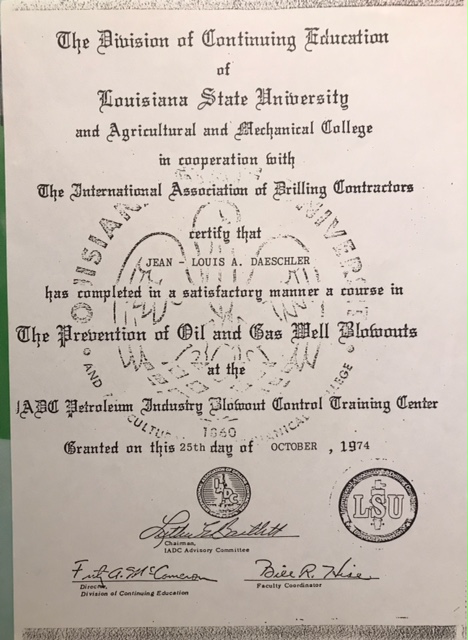 The Division of Continuing Education
of
Louisiana State University
and Agricultural and Mechanical College
in cooperation with
The International Association of Drilling Contractors
certify that
JEAN - LOUIS A. DAESCHLER
has completed in a satisfactory manner a course in
The Prevention of Oil and Gas Well Blowouts
at the
IADC Petroleum Industry Blowout Control Training Center
1860
Granted on this 25th day of OCTOBER , 1974
LSU
Chairman,
IADC Advisory Committee
Bill R. Hise
Director,
Division of Continuing Education
Faculty Coordinator